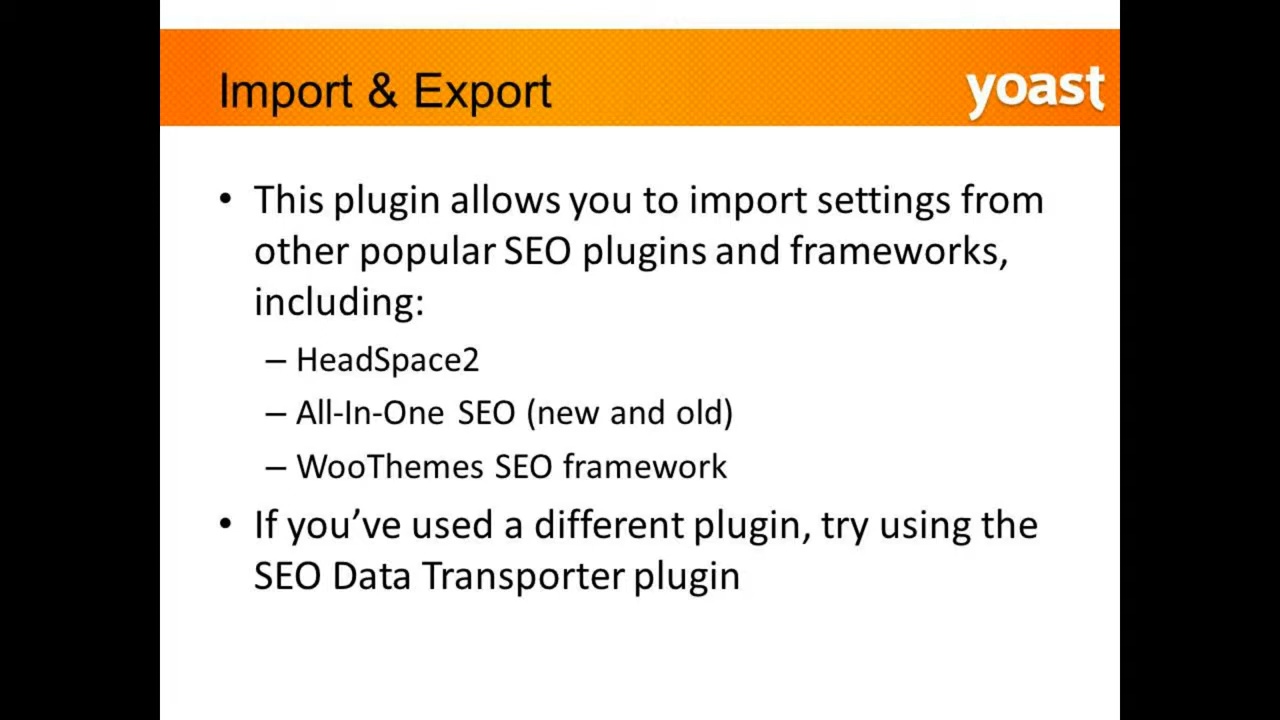 Import & Export
yoast
• This plugin allows you to import settings from
other popular SEO plugins and frameworks,
including:
– HeadSpace2
– All-In-One SEO (new and old)
– WooThemes SEO framework
• If you’ve used a different plugin, try using the
SEO Data Transporter plugin